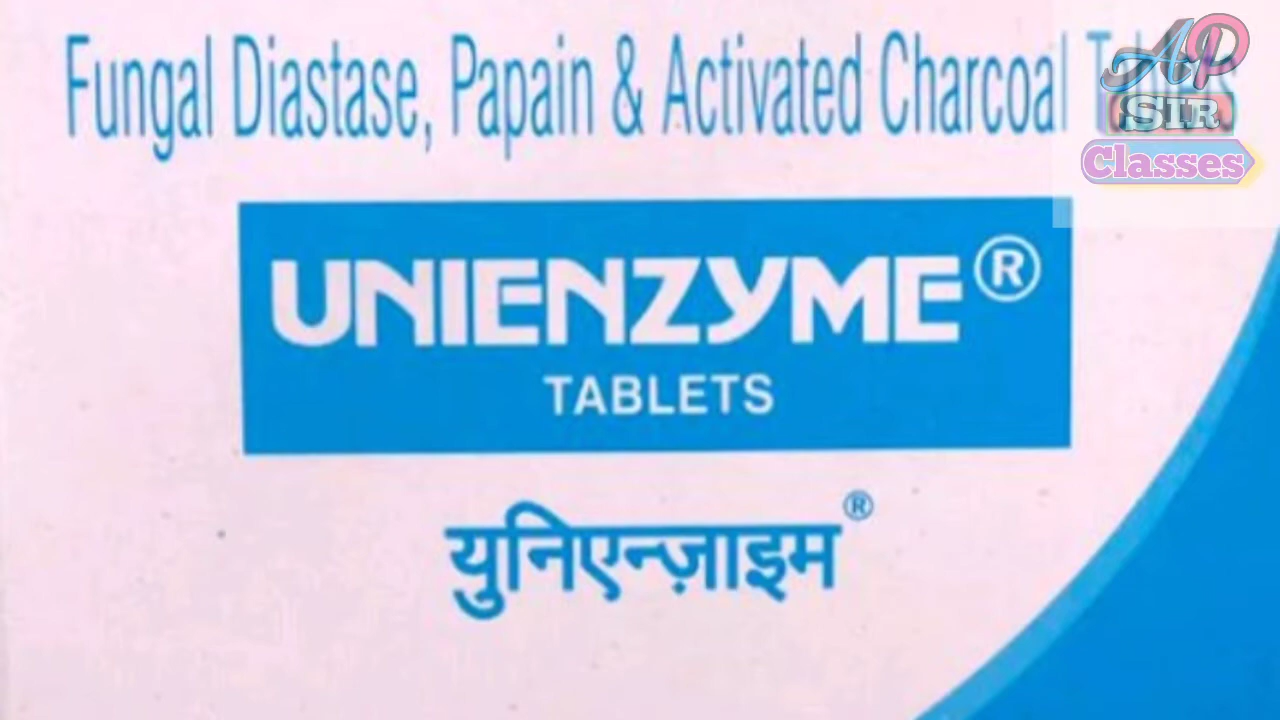 Fungal Diastase, Papain & Activated Charcoal
AP
SIR
Classes
UNIENZYME®
TABLETS
युनिएन्ज़ाइम®